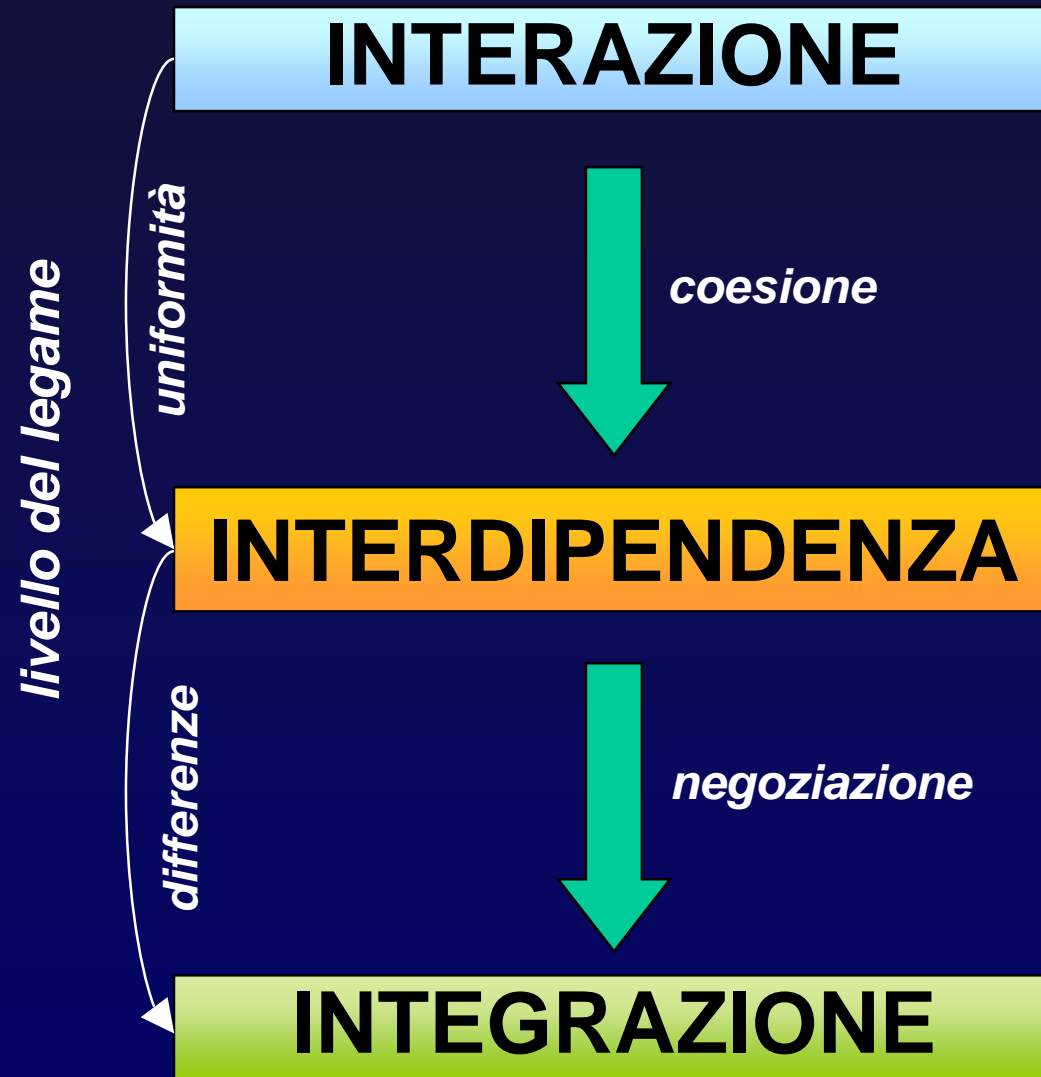 INTERAZIONE
uniformità
coesione
livello del legame
INTERDIPENDENZA
differenze
negoziazione
INTEGRAZIONE